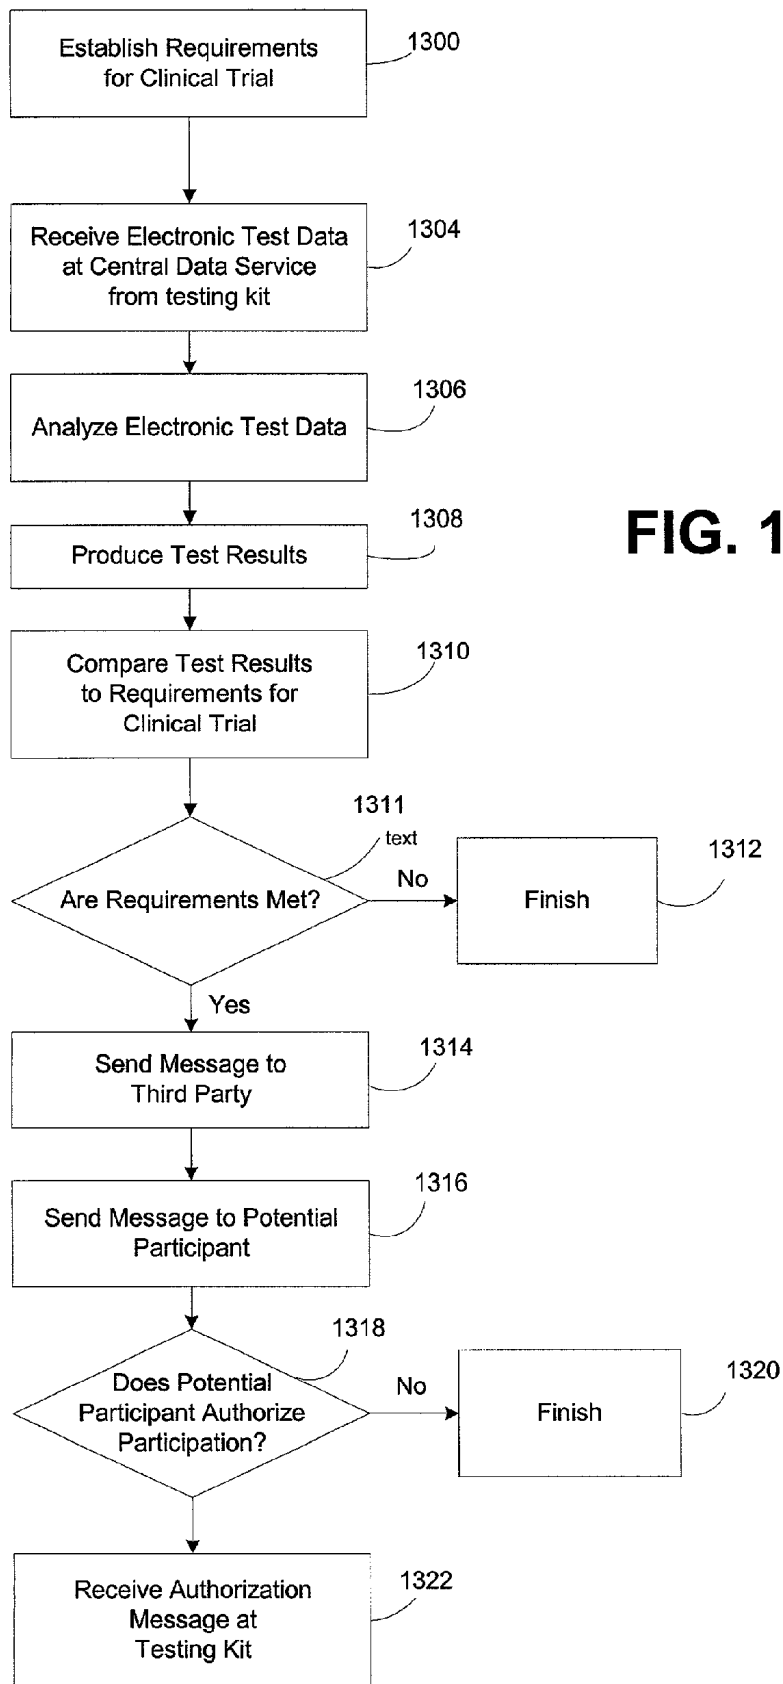 Establish Requirements
for Clinical Trial
1300
Receive Electronic Test Data
at Central Data Service
from testing kit
1304
Analyze Electronic Test Data
1306
Produce Test Results
1308
FIG. 1
Compare Test Results
to Requirements for
Clinical Trial
1310
1311
text
Are Requirements Met?
No
Finish
1312
Yes
Send Message to
Third Party
1314
Send Message to Potential
Participant
1316
1318
Does Potential
Participant Authorize
Participation?
No
Finish
1320
Receive Authorization
Message at
Testing Kit
1322